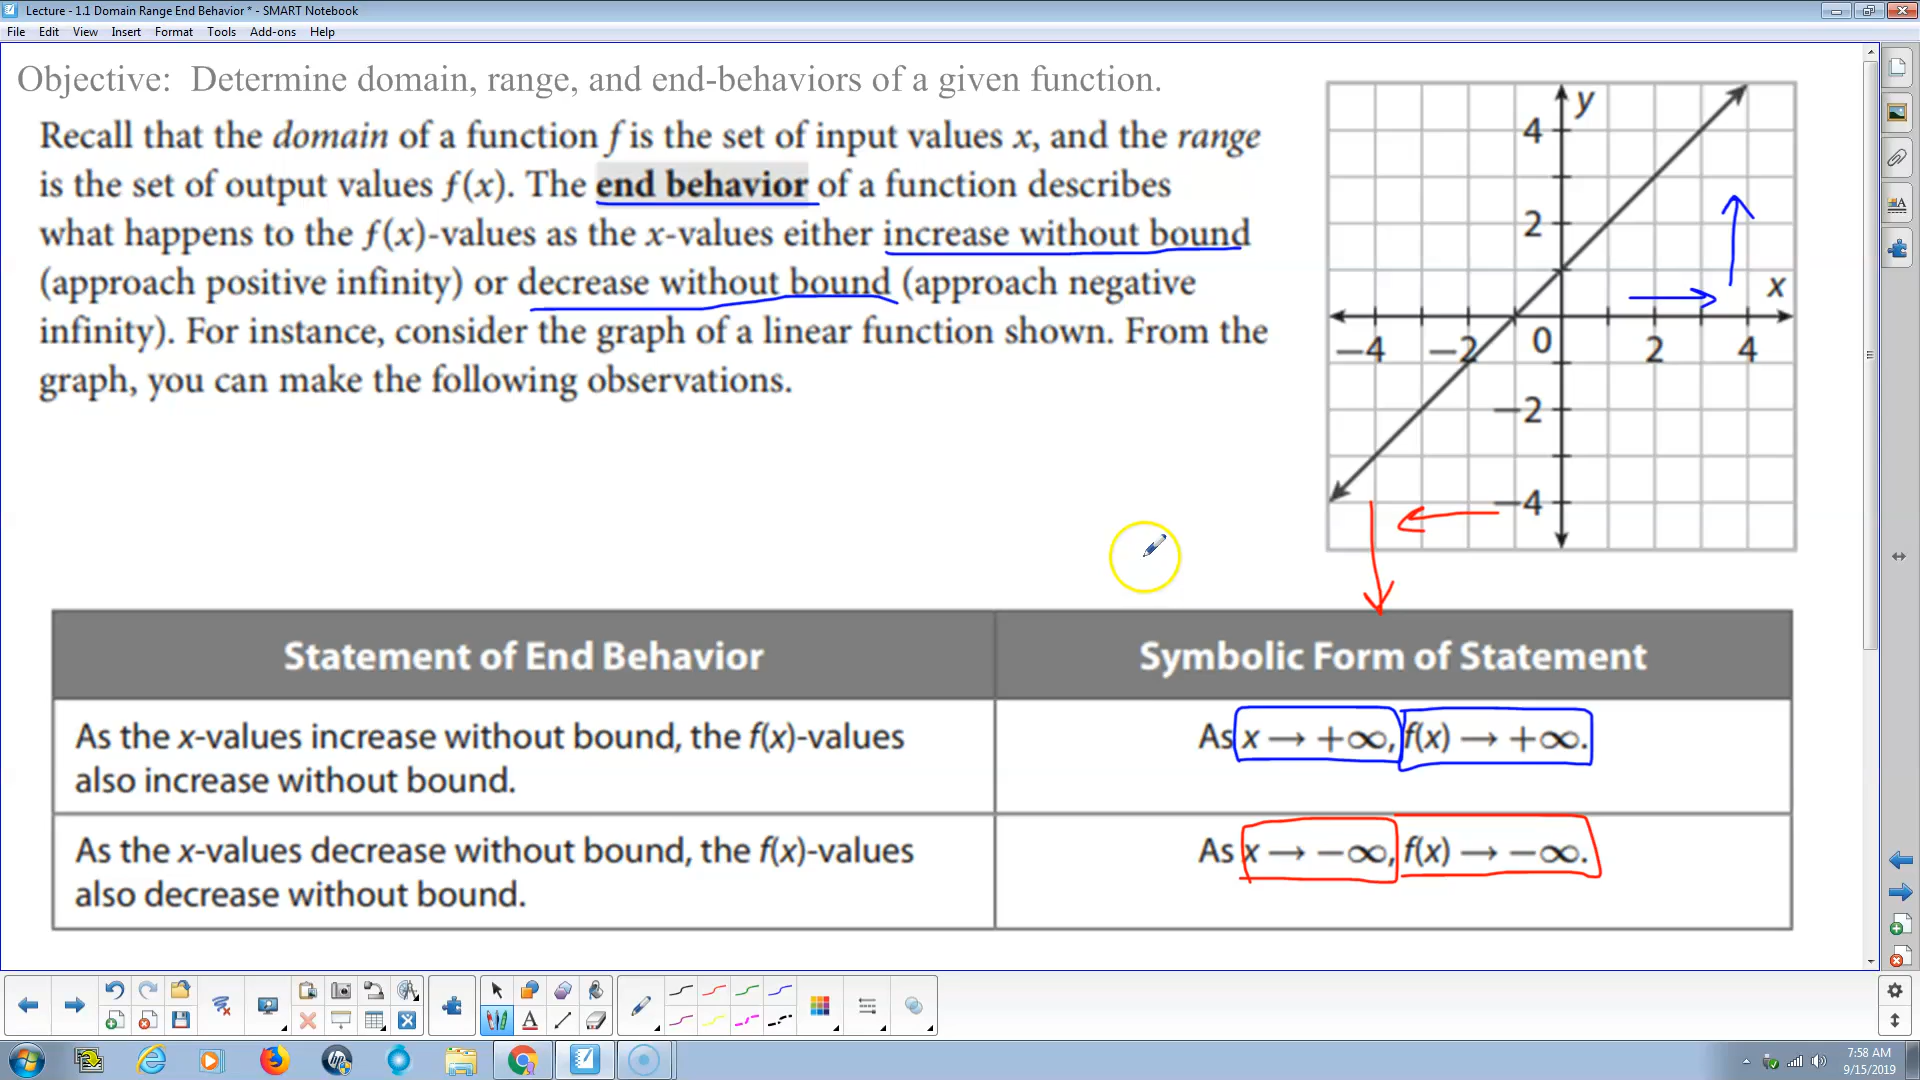 Lecture - 1.1 Domain Range End Behavior * - SMART Notebook
File Edit View Insert Format Tools Add-ons Help
Objective: Determine domain, range, and end-behaviors of a given function.
Recall that the domain of a function f is the set of input values x, and the range
is the set of output values f(x). The end behavior of a function describes
what happens to the f(x)-values as the x-values either increase without bound
(approach positive infinity) or decrease without bound (approach negative
infinity). For instance, consider the graph of a linear function shown. From the
graph, you can make the following observations.
y
4
2
x
−4 −2 0 2 4
−2
−4
Statement of End Behavior
Symbolic Form of Statement
As the x-values increase without bound, the f(x)-values
also increase without bound.
As x → +∞, f(x) → +∞.
As the x-values decrease without bound, the f(x)-values
also decrease without bound.
As x → −∞, f(x) → −∞.
7:58 AM
9/15/2019